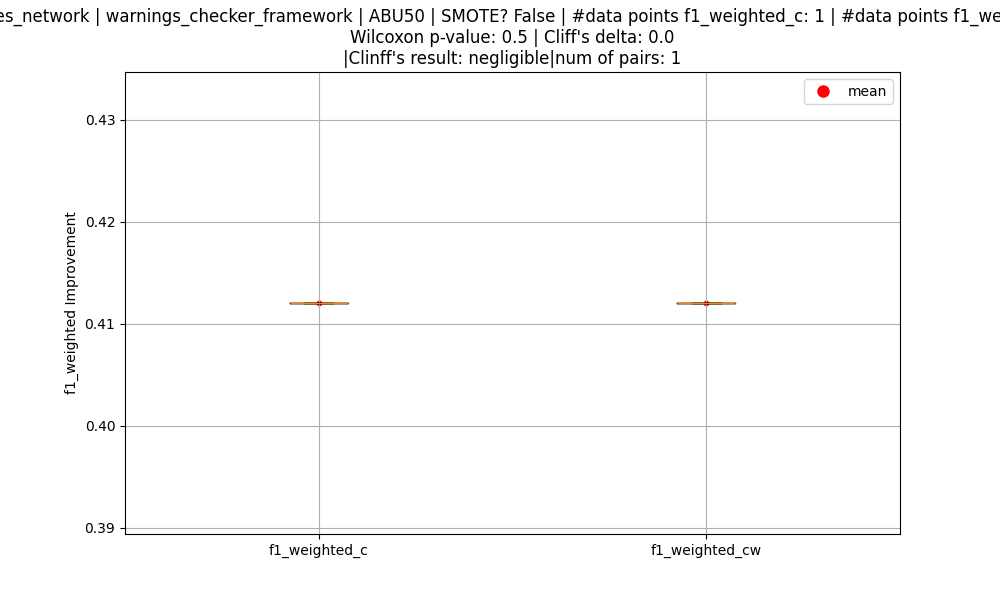 es_network | warnings_checker_framework | ABU50 | SMOTE? False | #data points f1_weighted_c: 1 | #data points f1_we
Wilcoxon p-value: 0.5 | Cliff's delta: 0.0
|Clinff's result: negligible|num of pairs: 1
mean
0.43
0.42
0.41
0.40
0.39
f1_weighted Improvement
f1_weighted_c
f1_weighted_cw